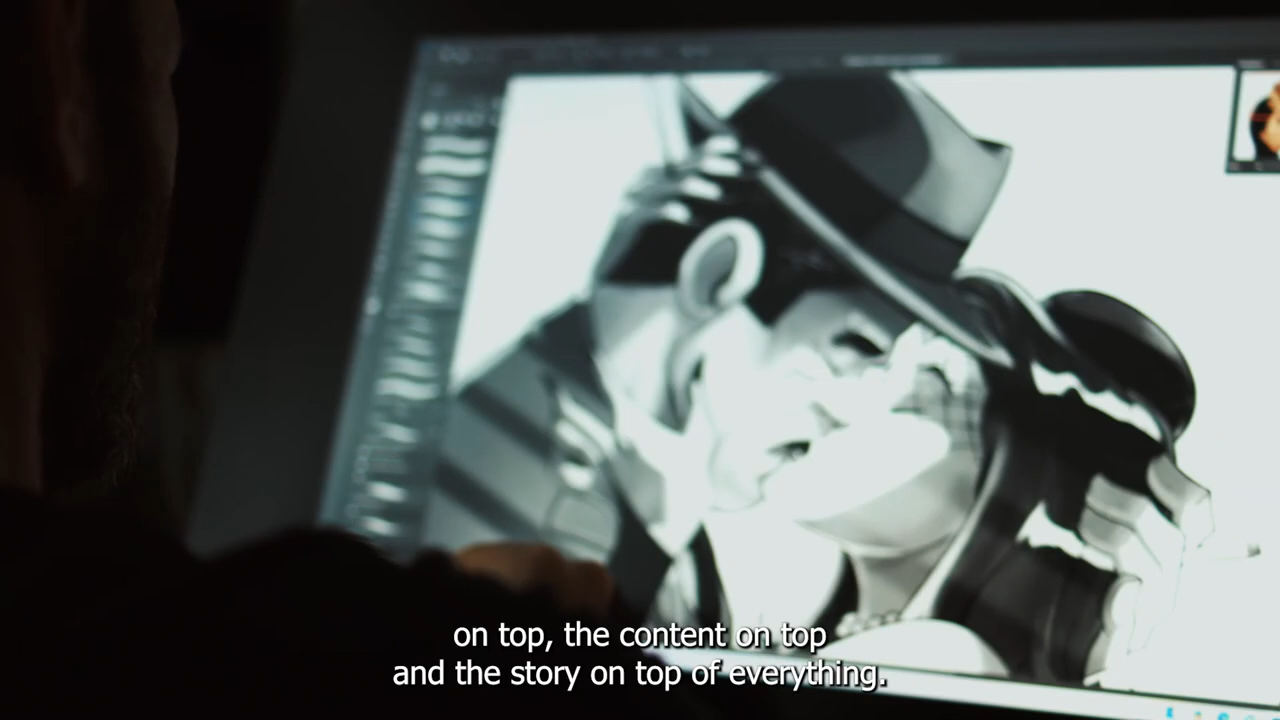 on top, the content on top
and the story on top of everything.